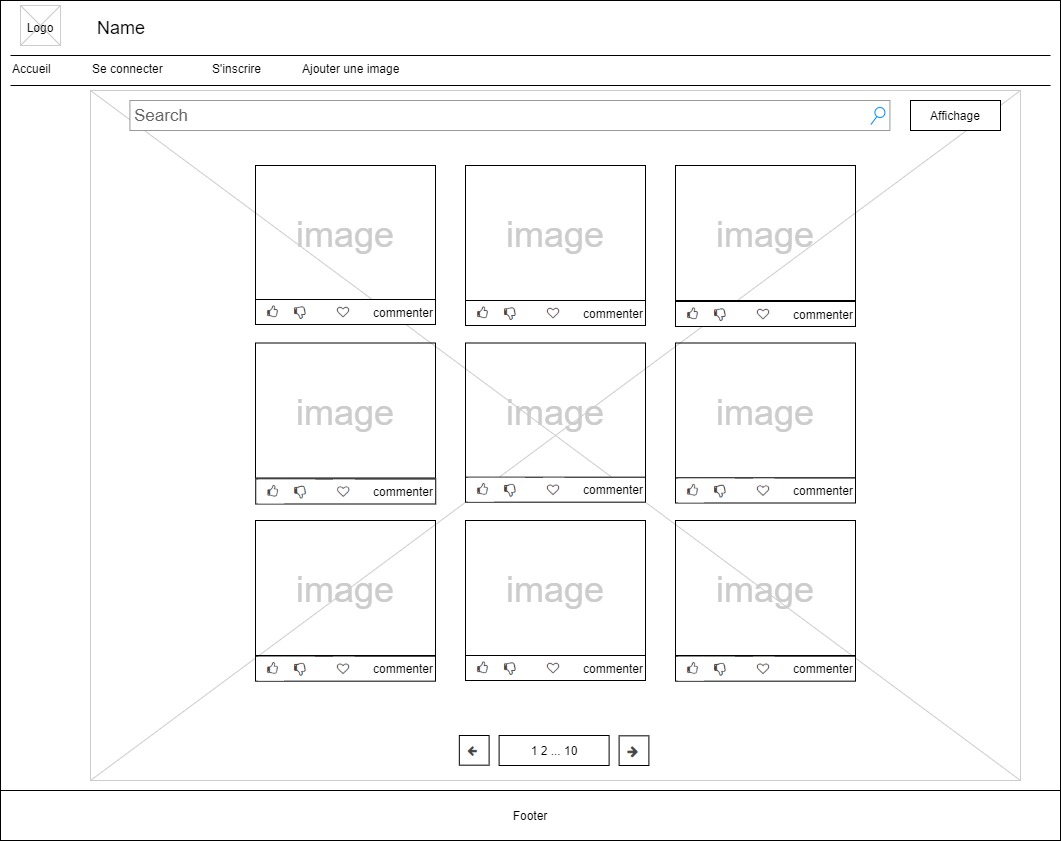 Logo
Name
Accueil
Se connecter
S'inscrire
Ajouter une image
Search
Affichage
image
image
image
commenter
commenter
commenter
image
image
image
commenter
commenter
commenter
image
image
image
commenter
commenter
commenter
1 2 ... 10
Footer